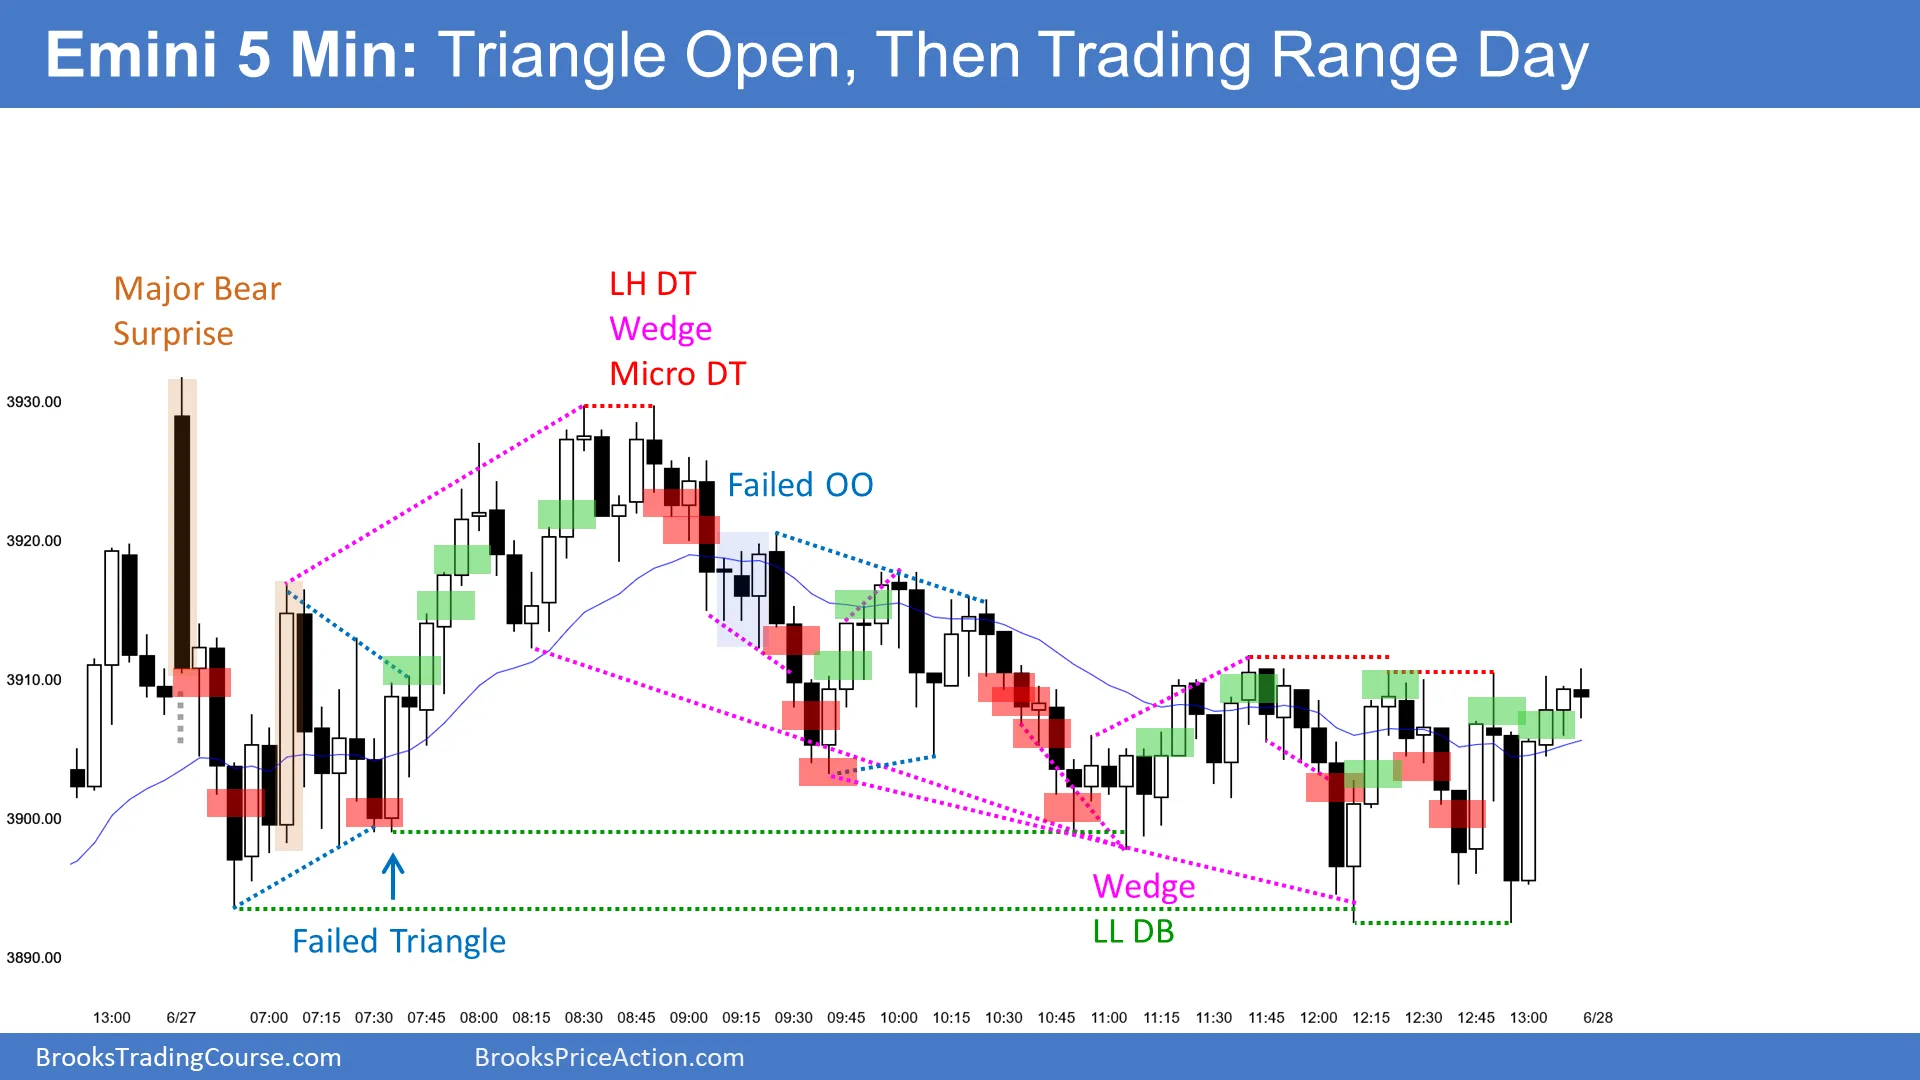 Emini 5 Min: Triangle Open, Then Trading Range Day
Major Bear
Surprise
LH DT
Wedge
Micro DT
Failed OO
3930.00
3920.00
3910.00
3900.00
3890.00
Wedge
LL DB
Failed Triangle
13:00 6/27 07:00 07:15 07:30 07:45 08:00 08:15 08:30 08:45 09:00 09:15 09:30 09:45 10:00 10:15 10:30 10:45 11:00 11:15 11:30 11:45 12:00 12:15 12:30 12:45 13:00 6/28
BrooksTradingCourse.com BrooksPriceAction.com